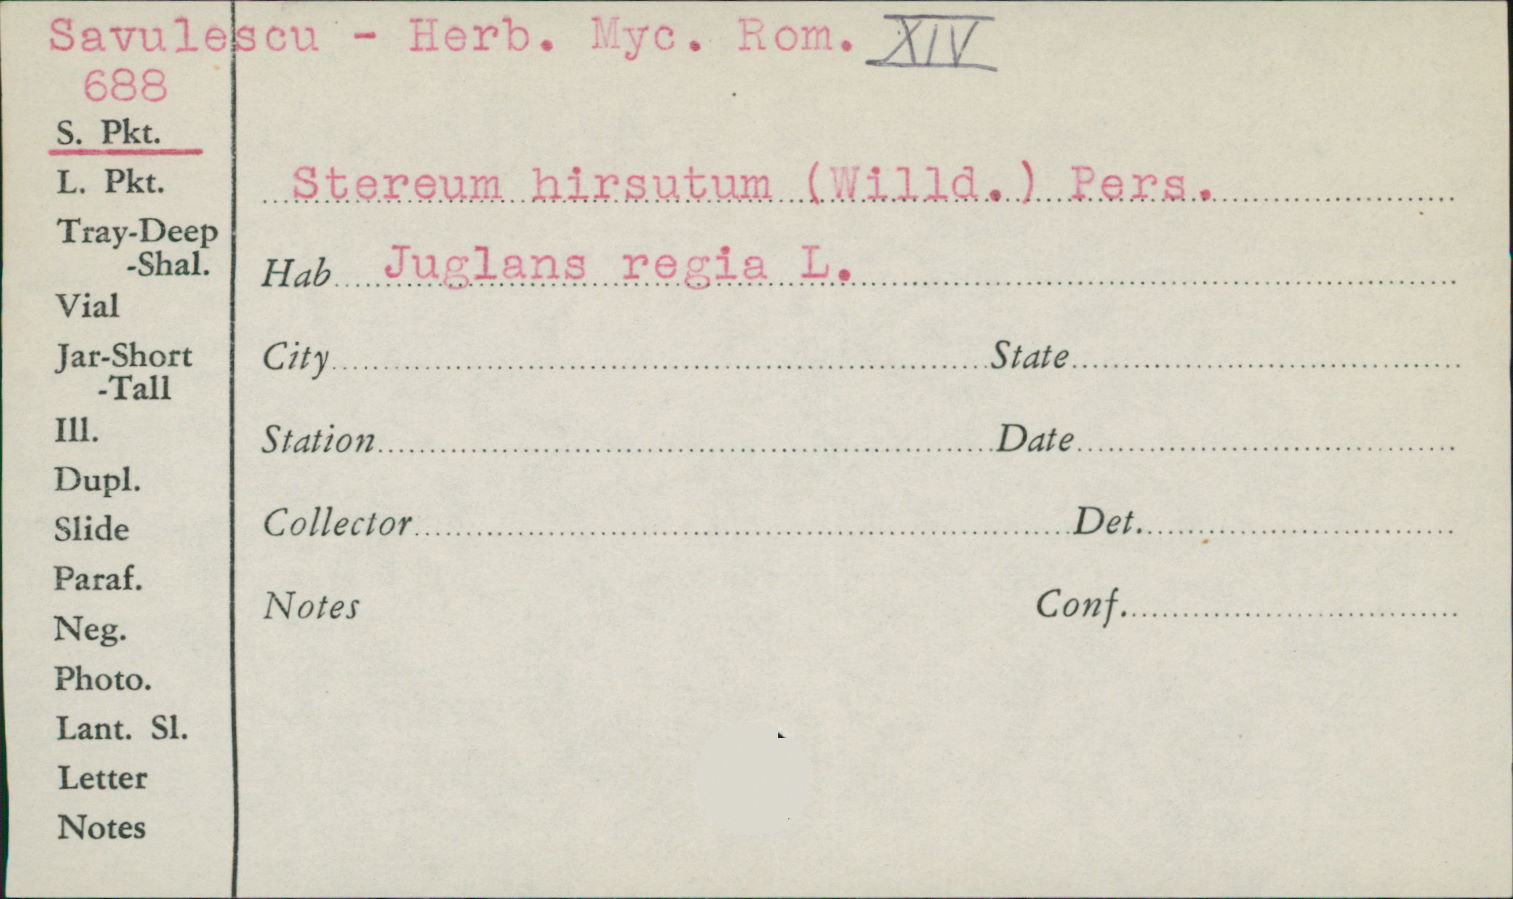 Savulescu - Herb. Myc. Rom. XIV
688
S. Pkt.
L. Pkt.
Tray-Deep
-Shal.
Vial
Jar-Short
-Tall
Ill.
Dupl.
Slide
Paraf.
Neg.
Photo.
Lant. Sl.
Letter
Notes
Stereum hirsutum (Willd.) Pers.
Hab Juglans regia L.
City State
Station Date
Collector Det.
Notes Conf.